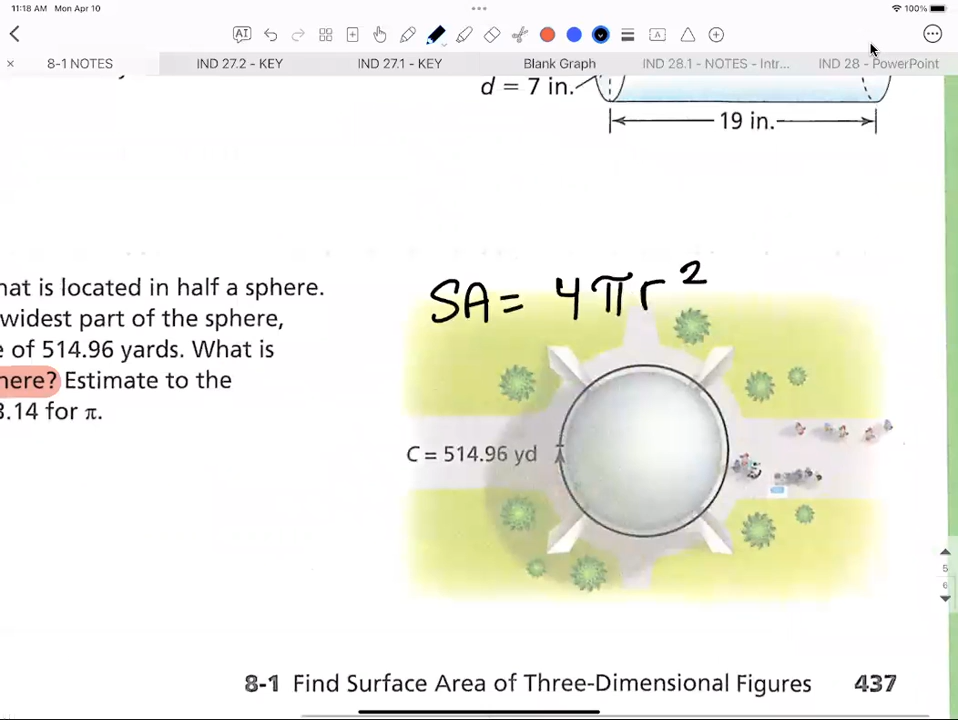 11:18 AM Mon Apr 10
100%
AI
A
8-1 NOTES
IND 27.2 - KEY
IND 27.1 - KEY
Blank Graph
IND 28.1 - NOTES - Intr...
IND 28 - PowerPoint
d = 7 in.
19 in.
hat is located in half a sphere.
widest part of the sphere,
e of 514.96 yards. What is
here? Estimate to the
3.14 for π.
SA = 4πr²
C = 514.96 yd
5
6
8-1 Find Surface Area of Three-Dimensional Figures 437